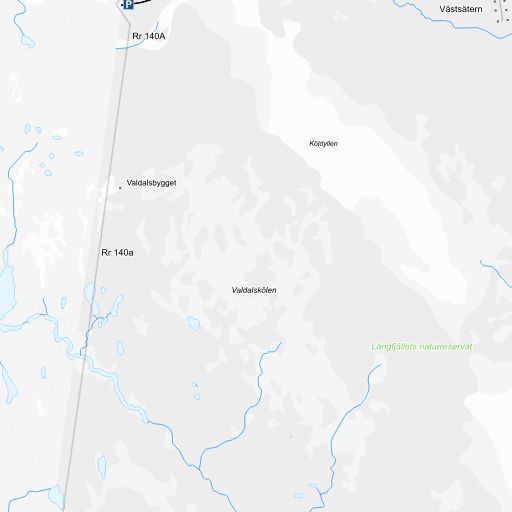 P
Västsätern
Rr 140A
Köldyllen
Valdalsbygget
Rr 140a
Valdalskölen
Långfjällets naturreservat